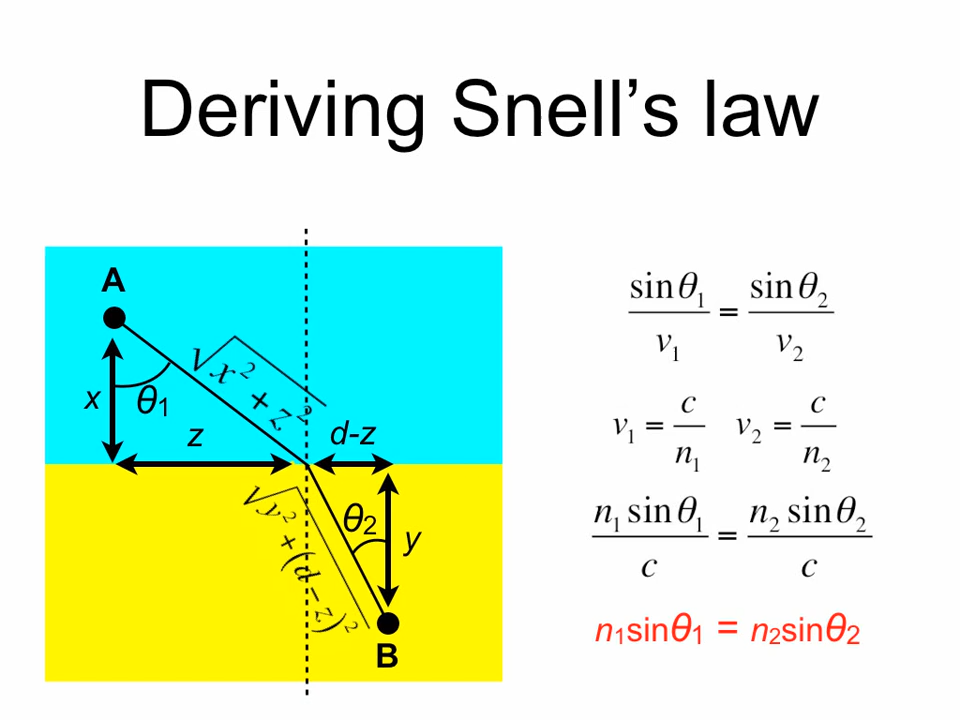 Deriving Snell’s law
A
x
θ1
z
√x² + z²
d-z
√y² + (d − z)²
θ2
y
B
sin θ₁/v₁ = sin θ₂/v₂
v₁ = c/n₁ v₂ = c/n₂
n₁ sin θ₁/c = n₂ sin θ₂/c
n₁sinθ₁ = n₂sinθ₂